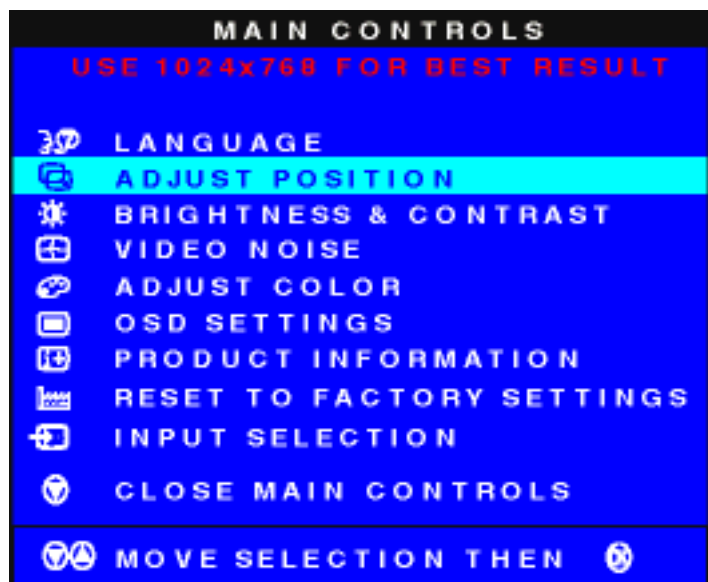 MAIN CONTROLS
USE 1024x768 FOR BEST RESULT
LANGUAGE
ADJUST POSITION
BRIGHTNESS & CONTRAST
VIDEO NOISE
ADJUST COLOR
OSD SETTINGS
PRODUCT INFORMATION
RESET TO FACTORY SETTINGS
INPUT SELECTION
CLOSE MAIN CONTROLS
MOVE SELECTION THEN